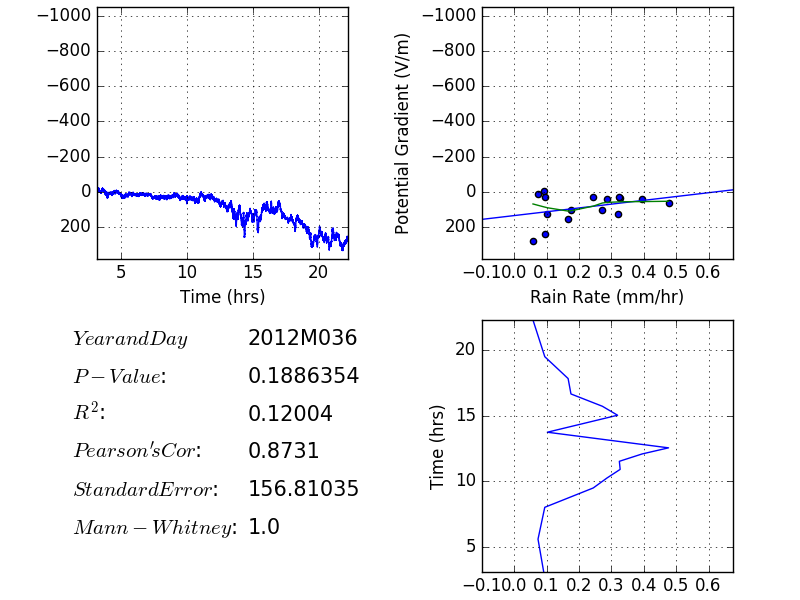 −1000
−800
−600
−400
−200
0
200
5 10 15 20
Time (hrs)
Potential Gradient (V/m)
−1000
−800
−600
−400
−200
0
200
−0.1 0.0 0.1 0.2 0.3 0.4 0.5 0.6
Rain Rate (mm/hr)
YearandDay 2012M036
P−Value: 0.1886354
R²: 0.12004
Pearson'sCor: 0.8731
StandardError: 156.81035
Mann−Whitney: 1.0
Time (hrs)
20
15
10
5
−0.1 0.0 0.1 0.2 0.3 0.4 0.5 0.6